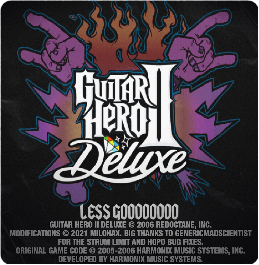 GUITAR
HERO II
Deluxe
LESS GOOOOOOOO
GUITAR HERO II DELUXE © 2006 REDOCTANE, INC.
MODIFICATIONS © 2021 MILOHAX. BIG THANKS TO GENERICMADSCIENTIST
FOR THE STRUM LIMIT AND HOPO BUG FIXES.
ORIGINAL GAME CODE © 2005-2006 HARMONIX MUSIC SYSTEMS, INC.
DEVELOPED BY HARMONIX MUSIC SYSTEMS.